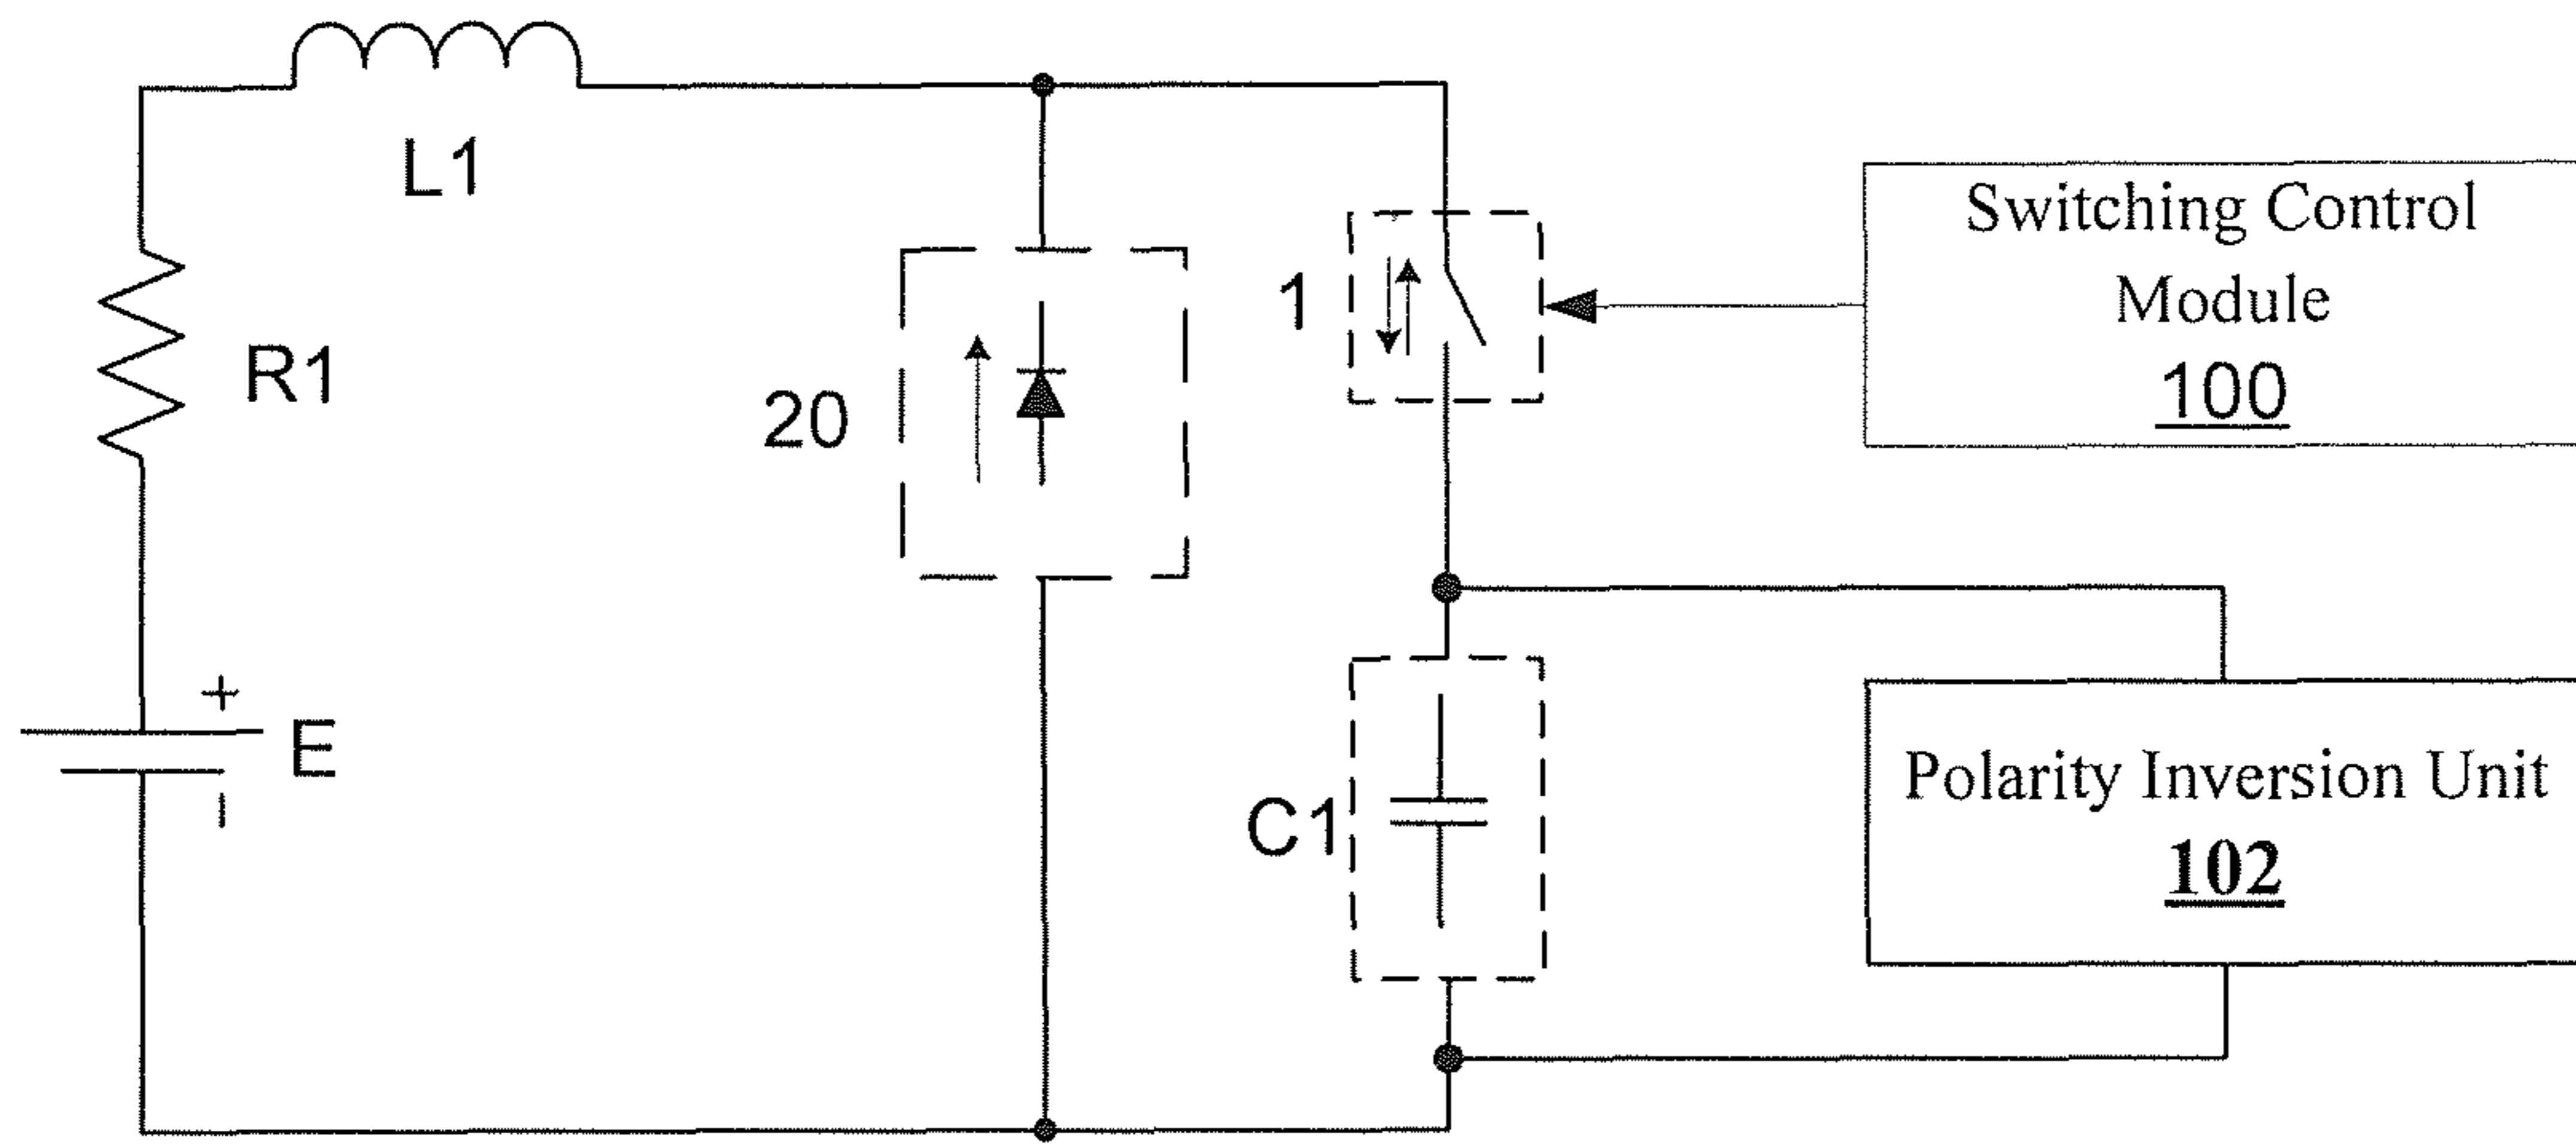 L1
Switching Control
Module
100
1
R1
20
+
E
-
Polarity Inversion Unit
102
C1